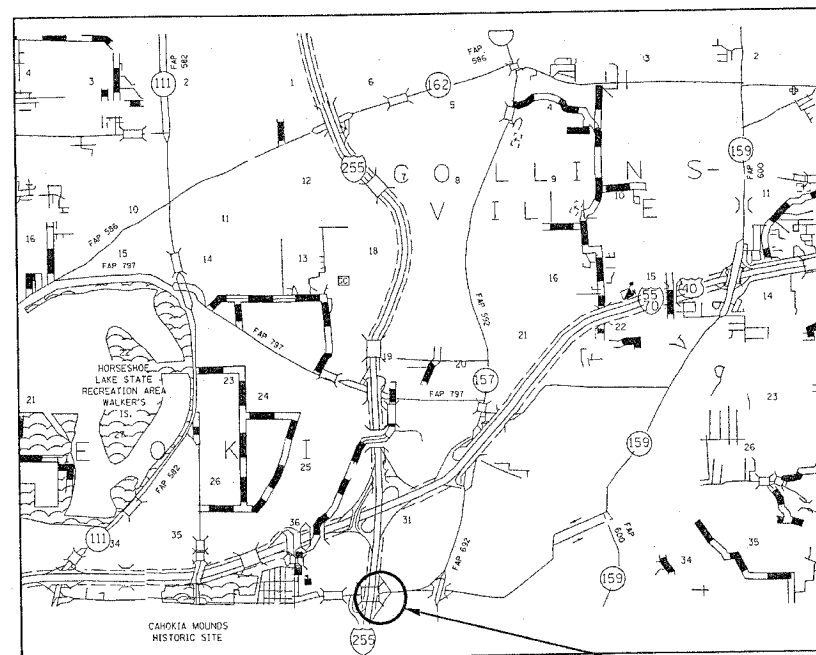 4
3
FAP 582
2
111
1
6
162
5
FAP 586
3
2
4
159
FAP 600
255
7
C O L L I N S -
8
9
V I L L E
10
11
12
10
11
16
FAP 586
15
FAP 797
14
13
18
16
15
55
70
40
14
FAP 592
21
22
FAP 797
19
20
157
FAP 797
22
HORSESHOE
LAKE STATE
RECREATION AREA
WALKER'S
IS.
21
23
24
23
E O K I
27
26
25
159
26
FAP 582
111
34
35
36
31
FAP 692
FAP 600
159
34
35
CAHOKIA MOUNDS
HISTORIC SITE
255